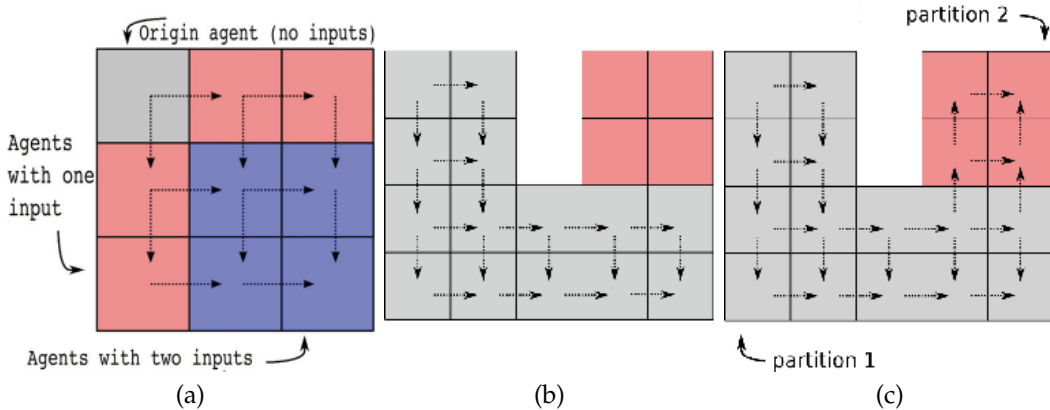 Origin agent (no inputs)
Agents
with one
input
Agents with two inputs
partition 2
partition 1
(a)
(b)
(c)